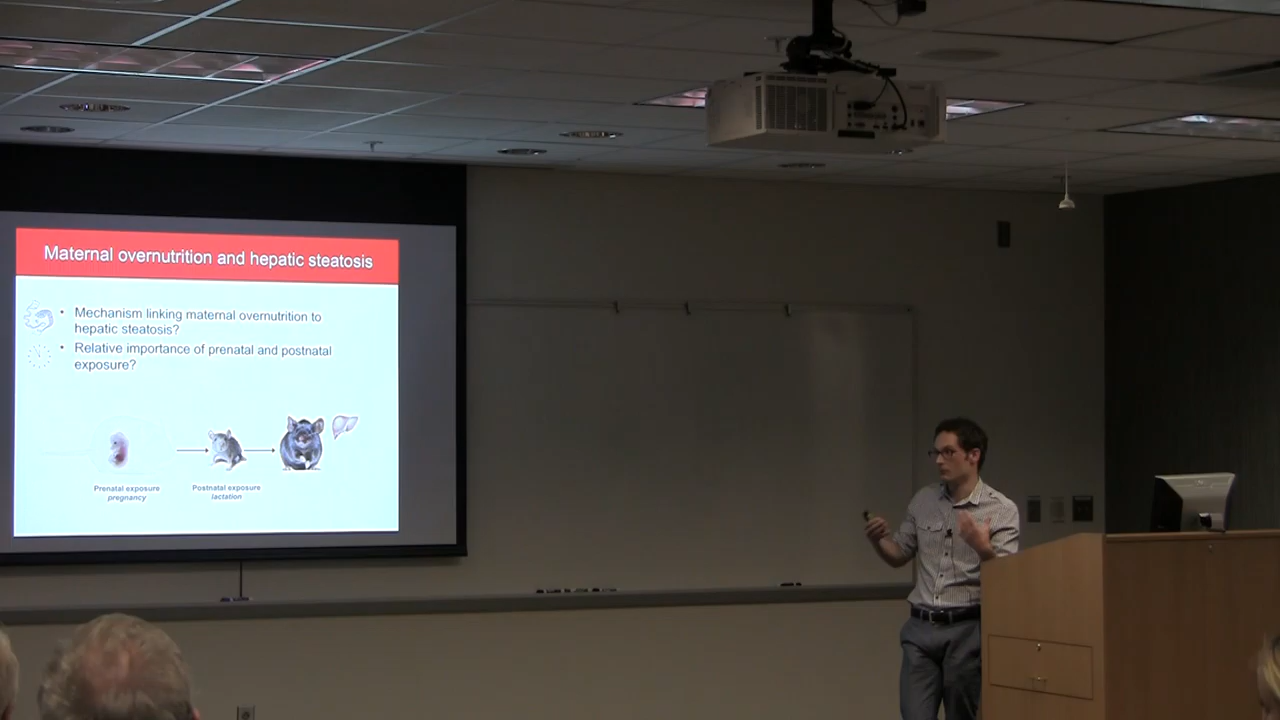 Maternal overnutrition and hepatic steatosis
• Mechanism linking maternal overnutrition to
hepatic steatosis?
• Relative importance of prenatal and postnatal
exposure?
Prenatal exposure
pregnancy
Postnatal exposure
lactation